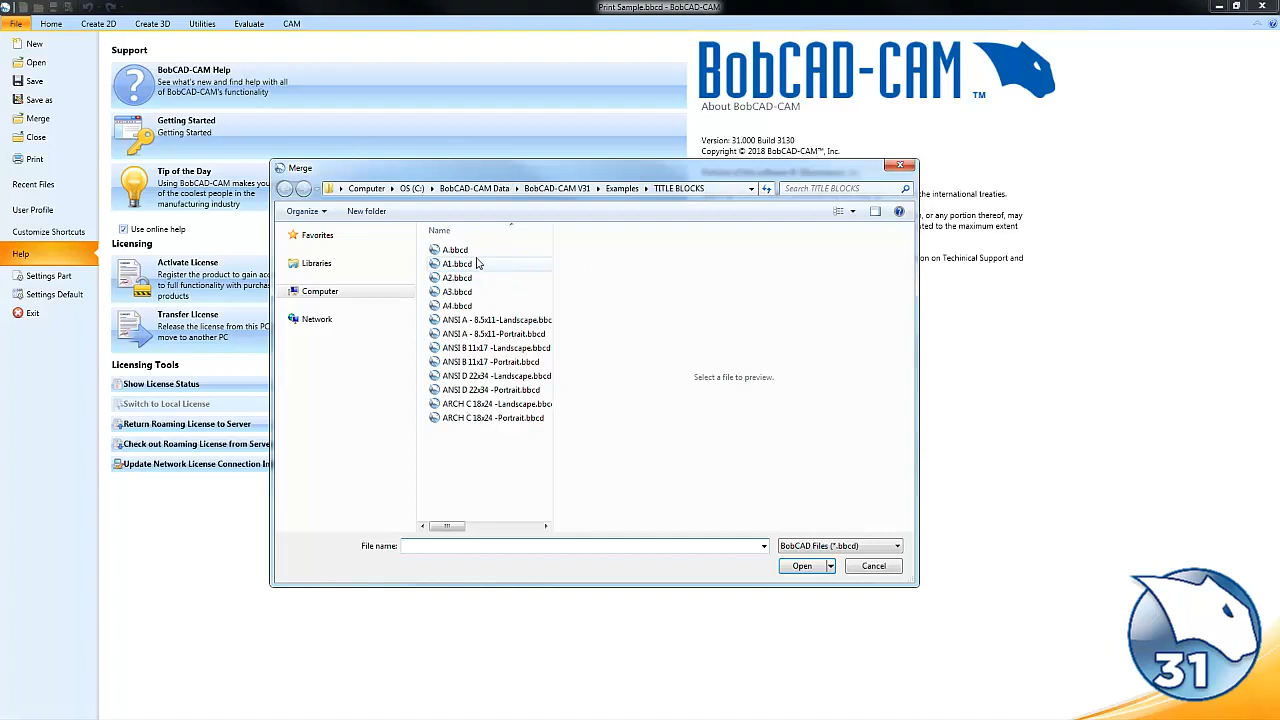 Print Sample.bbcd - BobCAD-CAM
File Home Create 2D Create 3D Utilities Evaluate CAM
New
Open
Save
Save as
Merge
Close
Print
Recent Files
User Profile
Customize Shortcuts
Help
Settings Part
Settings Default
Exit
Support
BobCAD-CAM Help
See what's new and find help with all
of BobCAD-CAM's functionality
Getting Started
Getting Started
Tip of the Day
Using BobCAD-CAM
of the coolest people in the
manufacturing industry
Use online help
Licensing
Activate License
Register the product to gain acc
to full functionality with purchas
products
Transfer License
Release the license from this PC
move to another PC
Licensing Tools
Show License Status
Switch to Local License
Return Roaming License to Server
Check out Roaming License from Serve
Update Network License Connection In
BobCAD-CAM TM
About BobCAD-CAM
Version: 31.000 Build 3130
Copyright © 2018 BobCAD-CAM™, Inc.
the international treaties.
, or any portion thereof, may
uted to the maximum extent
on on Techinical Support and
Merge
Computer OS (C:) BobCAD-CAM Data BobCAD-CAM V31 Examples TITLE BLOCKS
Search TITLE BLOCKS
Organize New folder
Favorites
Libraries
Computer
Network
Name
A.bbcd
A1.bbcd
A2.bbcd
A3.bbcd
A4.bbcd
ANSI A - 8.5x11-Landscape.bbc
ANSI A - 8.5x11-Portrait.bbcd
ANSI B 11x17 -Landscape.bbcd
ANSI B 11x17 -Portrait.bbcd
ANSI D 22x34 -Landscape.bbcd
ANSI D 22x34 -Portrait.bbcd
ARCH C 18x24 -Landscape.bbc
ARCH C 18x24 -Portrait.bbcd
Select a file to preview.
File name:
BobCAD Files (*.bbcd)
Open Cancel
31